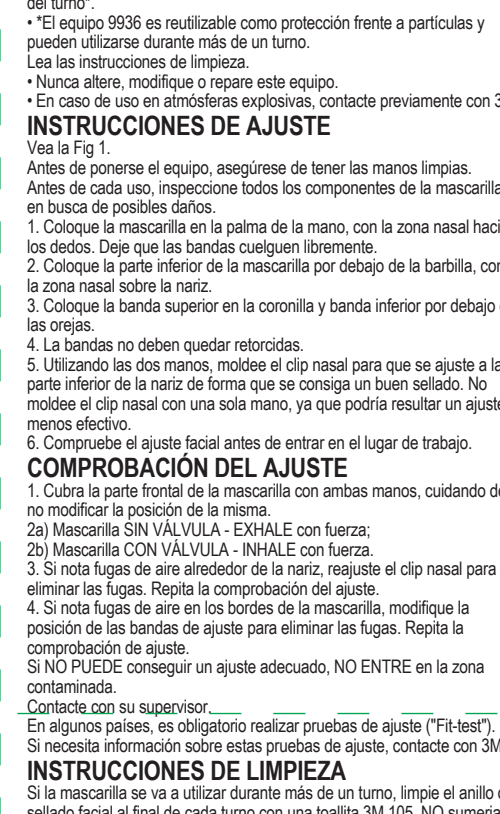 del turno*.
• *El equipo 9936 es reutilizable como protección frente a partículas y
pueden utilizarse durante más de un turno.
Lea las instrucciones de limpieza.
• Nunca altere, modifique o repare este equipo.
• En caso de uso en atmósferas explosivas, contacte previamente con
INSTRUCCIONES DE AJUSTE
Vea la Fig 1.
Antes de ponerse el equipo, asegúrese de tener las manos limpias.
Antes de cada uso, inspeccione todos los componentes de la mascarilla
en busca de posibles daños.
1. Coloque la mascarilla en la palma de la mano, con la zona nasal haci
los dedos. Deje que las bandas cuelguen libremente.
2. Coloque la parte inferior de la mascarilla por debajo de la barbilla, con
la zona nasal sobre la nariz.
3. Coloque la banda superior en la coronilla y banda inferior por debajo
las orejas.
4. La bandas no deben quedar retorcidas.
5. Utilizando las dos manos, moldee el clip nasal para que se ajuste a la
parte inferior de la nariz de forma que se consiga un buen sellado. No
moldee el clip nasal con una sola mano, ya que podría resultar un ajuste
menos efectivo.
6. Compruebe el ajuste facial antes de entrar en el lugar de trabajo.
COMPROBACIÓN DEL AJUSTE
1. Cubra la parte frontal de la mascarilla con ambas manos, cuidando de
no modificar la posición de la misma.
2a) Mascarilla SIN VÁLVULA - EXHALE con fuerza;
2b) Mascarilla CON VÁLVULA - INHALE con fuerza.
3. Si nota fugas de aire alrededor de la nariz, reajuste el clip nasal para
eliminar las fugas. Repita la comprobación del ajuste.
4. Si nota fugas de aire en los bordes de la mascarilla, modifique la
posición de las bandas de ajuste para eliminar las fugas. Repita la
comprobación de ajuste.
Si NO PUEDE conseguir un ajuste adecuado, NO ENTRE en la zona
contaminada.
Contacte con su supervisor.
En algunos países, es obligatorio realizar pruebas de ajuste ("Fit-test").
Si necesita información sobre estas pruebas de ajuste, contacte con 3M
INSTRUCCIONES DE LIMPIEZA
Si la mascarilla se va a utilizar durante más de un turno, limpie el anillo
sellado facial al final de cada turno con una toallita 3M 105. NO sumerja